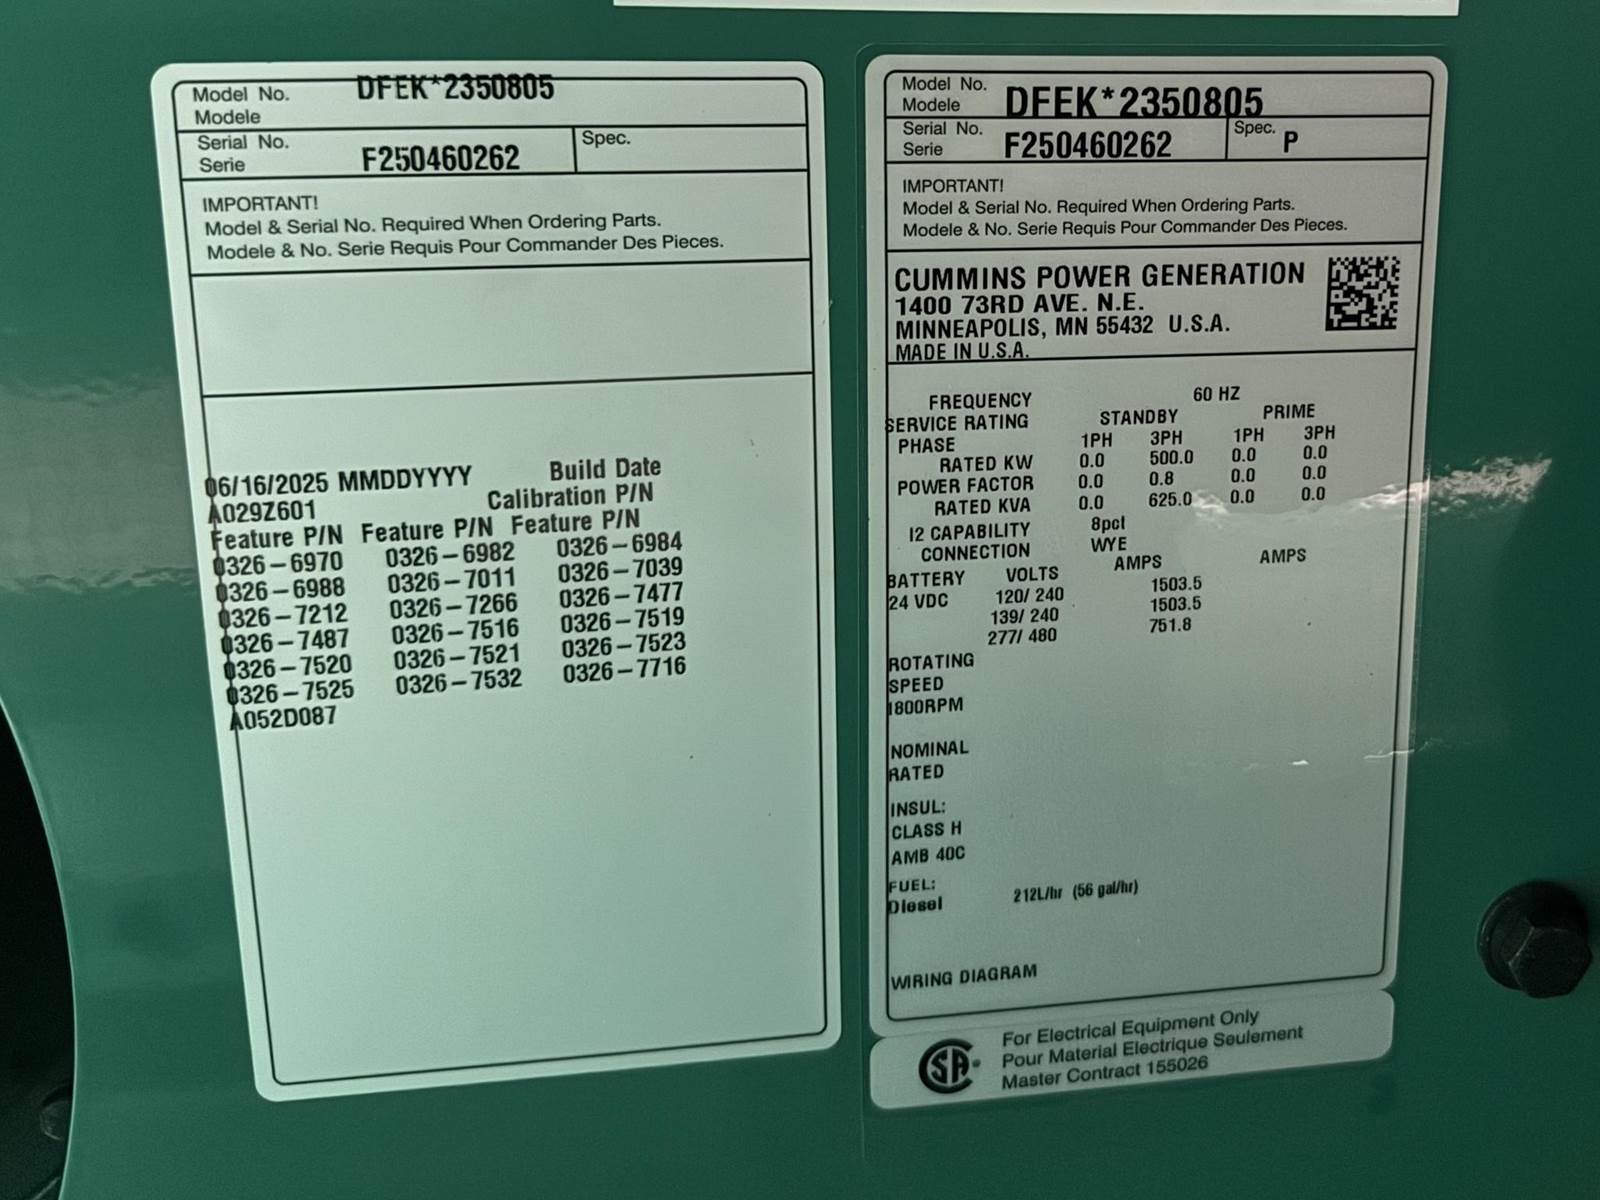 Model No. DFEK*2350805
Modele
Serial No. F250460262 Spec.
Serie
IMPORTANT!
Model & Serial No. Required When Ordering Parts.
Modele & No. Serie Requis Pour Commander Des Pieces.
06/16/2025 MMDDYYYY Build Date
A029Z601 Calibration P/N
Feature P/N Feature P/N Feature P/N
0326-6970 0326-6982 0326-6984
0326-6988 0326-7011 0326-7039
0326-7212 0326-7266 0326-7477
0326-7487 0326-7516 0326-7519
0326-7520 0326-7521 0326-7523
0326-7525 0326-7532 0326-7716
A052D087
Model No. DFEK*2350805
Modele
Serial No. F250460262 Spec. P
Serie
IMPORTANT!
Model & Serial No. Required When Ordering Parts.
Modele & No. Serie Requis Pour Commander Des Pieces.
CUMMINS POWER GENERATION
1400 73RD AVE. N.E.
MINNEAPOLIS, MN 55432 U.S.A.
MADE IN U.S.A.
FREQUENCY 60 HZ
SERVICE RATING STANDBY PRIME
PHASE 1PH 3PH 1PH 3PH
RATED KW 0.0 500.0 0.0 0.0
POWER FACTOR 0.0 0.8 0.0 0.0
RATED KVA 0.0 625.0 0.0 0.0
I2 CAPABILITY 8pct
CONNECTION WYE
BATTERY VOLTS AMPS AMPS
24 VDC 120/ 240 1503.5
139/ 240 1503.5
277/ 480 751.8
ROTATING
SPEED
1800RPM
NOMINAL
RATED
INSUL:
CLASS H
AMB 40C
FUEL:
Diesel 212L/hr (56 gal/hr)
WIRING DIAGRAM
SA For Electrical Equipment Only
Pour Material Electrique Seulement
Master Contract 155026